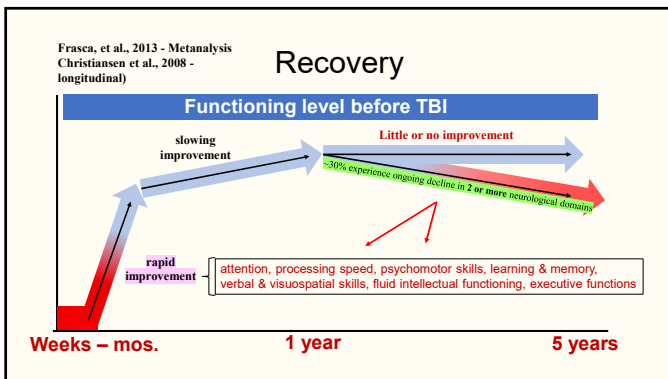 Frasca, et al., 2013 - Metanalysis
Christiansen et al., 2008 -
longitudinal)
Recovery
Functioning level before TBI
slowing
improvement
Little or no improvement
~30% experience ongoing decline in 2 or more neurological domains
rapid
improvement
attention, processing speed, psychomotor skills, learning & memory,
verbal & visuospatial skills, fluid intellectual functioning, executive functions
Weeks – mos.
1 year
5 years